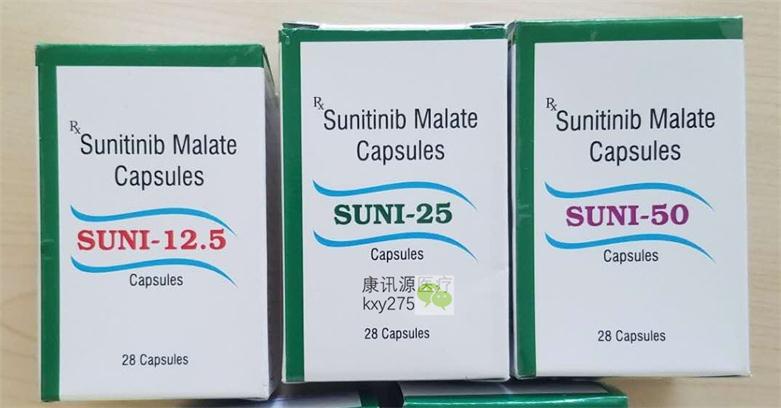 Rx Sunitinib Malate
Capsules
SUNI-12.5
Capsules
28 Capsules
Rx Sunitinib Malate
Capsules
SUNI-25
Capsules
康讯源医疗
kxy275
28 Capsules
Rx Sunitinib Malate
Capsules
SUNI-50
Capsules
28 Capsules